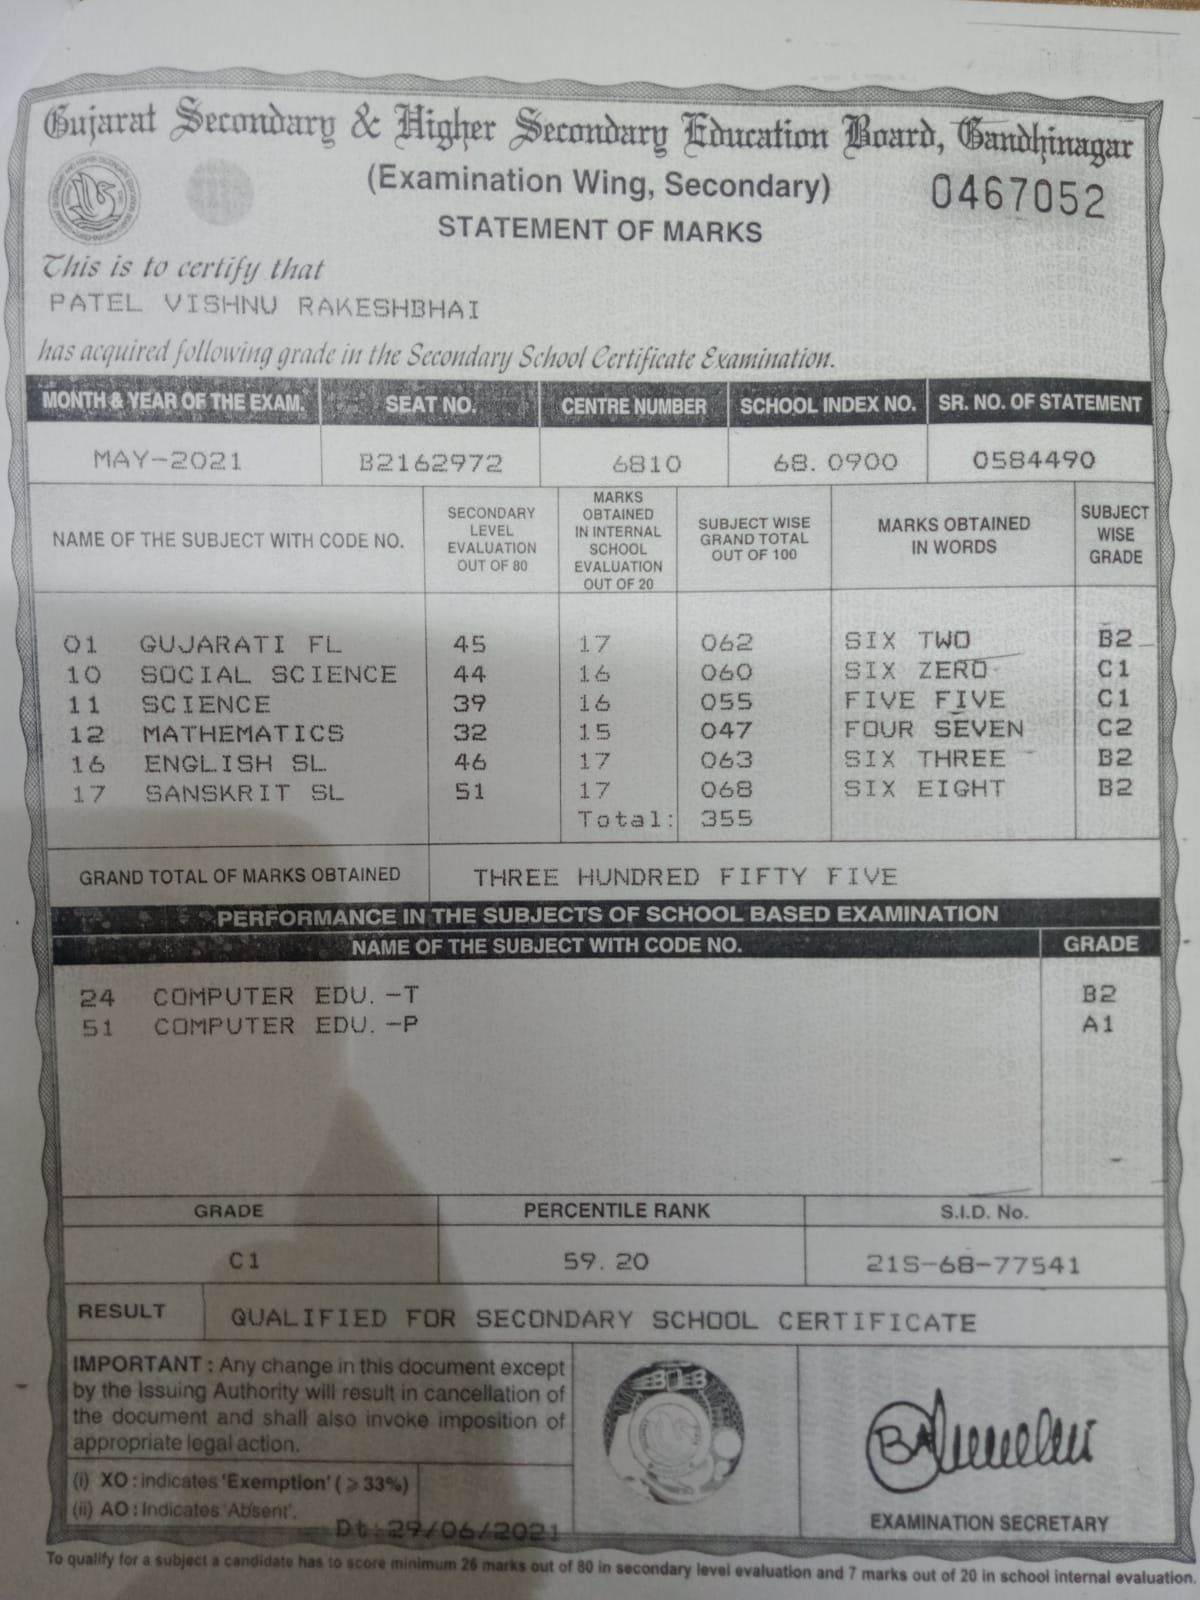 Gujarat Secondary & Higher Secondary Education Board, Gandhinagar
(Examination Wing, Secondary)
0467052
STATEMENT OF MARKS
This is to certify that
PATEL VISHNU RAKESHBHAI
has acquired following grade in the Secondary School Certificate Examination.
MONTH & YEAR OF THE EXAM. SEAT NO. CENTRE NUMBER SCHOOL INDEX NO. SR. NO. OF STATEMENT
MAY-2021 B2162972 6810 68.0900 0584490
NAME OF THE SUBJECT WITH CODE NO. SECONDARY LEVEL EVALUATION OUT OF 80 MARKS OBTAINED IN INTERNAL SCHOOL EVALUATION OUT OF 20 SUBJECT WISE GRAND TOTAL OUT OF 100 MARKS OBTAINED IN WORDS SUBJECT WISE GRADE
01 GUJARATI FL 45 17 062 SIX TWO B2
10 SOCIAL SCIENCE 44 16 060 SIX ZERO C1
11 SCIENCE 39 16 055 FIVE FIVE C1
12 MATHEMATICS 32 15 047 FOUR SEVEN C2
16 ENGLISH SL 46 17 063 SIX THREE B2
17 SANSKRIT SL 51 17 068 SIX EIGHT B2
Total: 355
GRAND TOTAL OF MARKS OBTAINED THREE HUNDRED FIFTY FIVE
PERFORMANCE IN THE SUBJECTS OF SCHOOL BASED EXAMINATION
NAME OF THE SUBJECT WITH CODE NO. GRADE
24 COMPUTER EDU. -T B2
51 COMPUTER EDU. -P A1
GRADE PERCENTILE RANK S.I.D. No.
C1 59.20 21S-68-77541
RESULT QUALIFIED FOR SECONDARY SCHOOL CERTIFICATE
IMPORTANT : Any change in this document except
by the Issuing Authority will result in cancellation of
the document and shall also invoke imposition of
appropriate legal action.
(i) XO : indicates 'Exemption' (≥ 33%)
(ii) AO : Indicates 'Absent'.
Dt: 29/06/2021
EXAMINATION SECRETARY
To qualify for a subject a candidate has to score minimum 26 marks out of 80 in secondary level evaluation and 7 marks out of 20 in school internal evaluation.